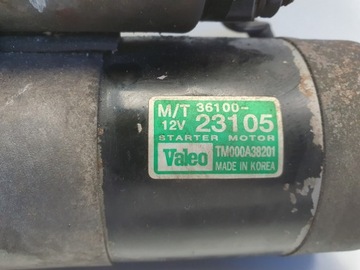 M/T 36100-
12V 23105
STARTER MOTOR
Valeo TM000A38201
MADE IN KOREA